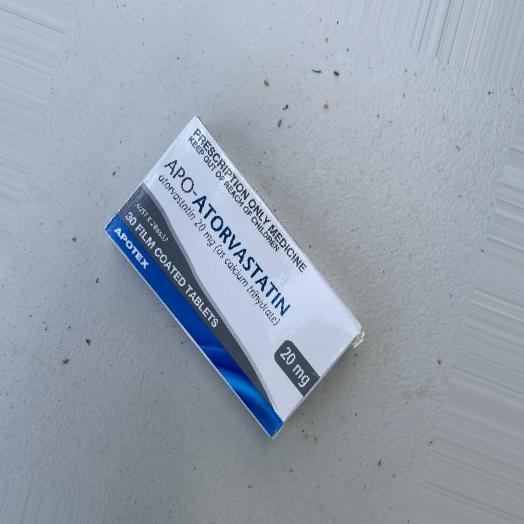 PRESCRIPTION ONLY MEDICINE
KEEP OUT OF REACH OF CHILDREN
APO-ATORVASTATIN
atorvastatin 20 mg (as calcium trihydrate)
AUST R
30 FILM COATED TABLETS
APOTEX
20 mg